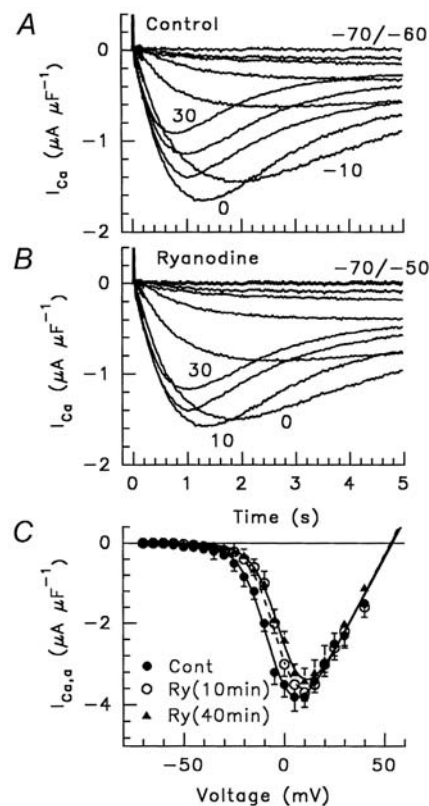 A
Control
-70/-60
0
30
-1
-10
0
-2
I_Ca (μA μF⁻¹)
B
Ryanodine
-70/-50
0
30
-1
0
10
-2
I_Ca (μA μF⁻¹)
0 1 2 3 4 5
Time (s)
C
0
-2
-4
I_Ca,a (μA μF⁻¹)
Cont
Ry(10min)
Ry(40min)
-50 0 50
Voltage (mV)